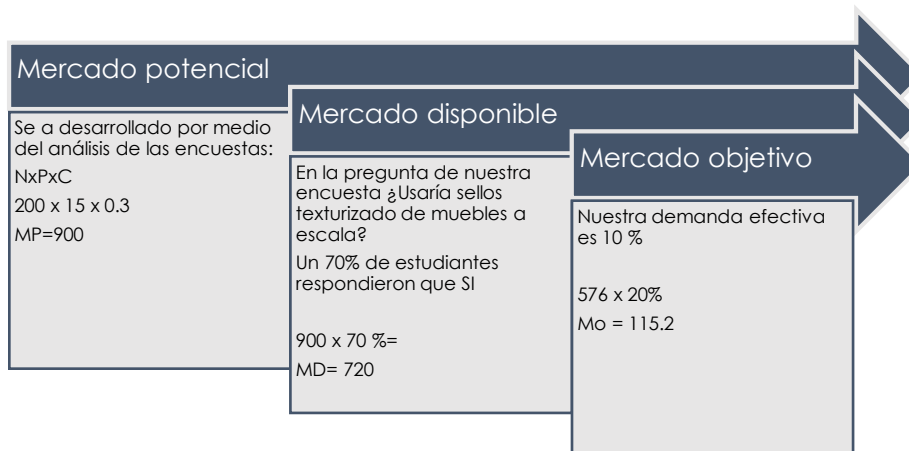 Mercado potencial
Se a desarrollado por medio
del análisis de las encuestas:
NxPxC
200 x 15 x 0.3
MP=900
Mercado disponible
En la pregunta de nuestra
encuesta ¿Usaría sellos
texturizado de muebles a
escala?
Un 70% de estudiantes
respondieron que SI
900 x 70 %=
MD= 720
Mercado objetivo
Nuestra demanda efectiva
es 10 %
576 x 20%
Mo = 115.2